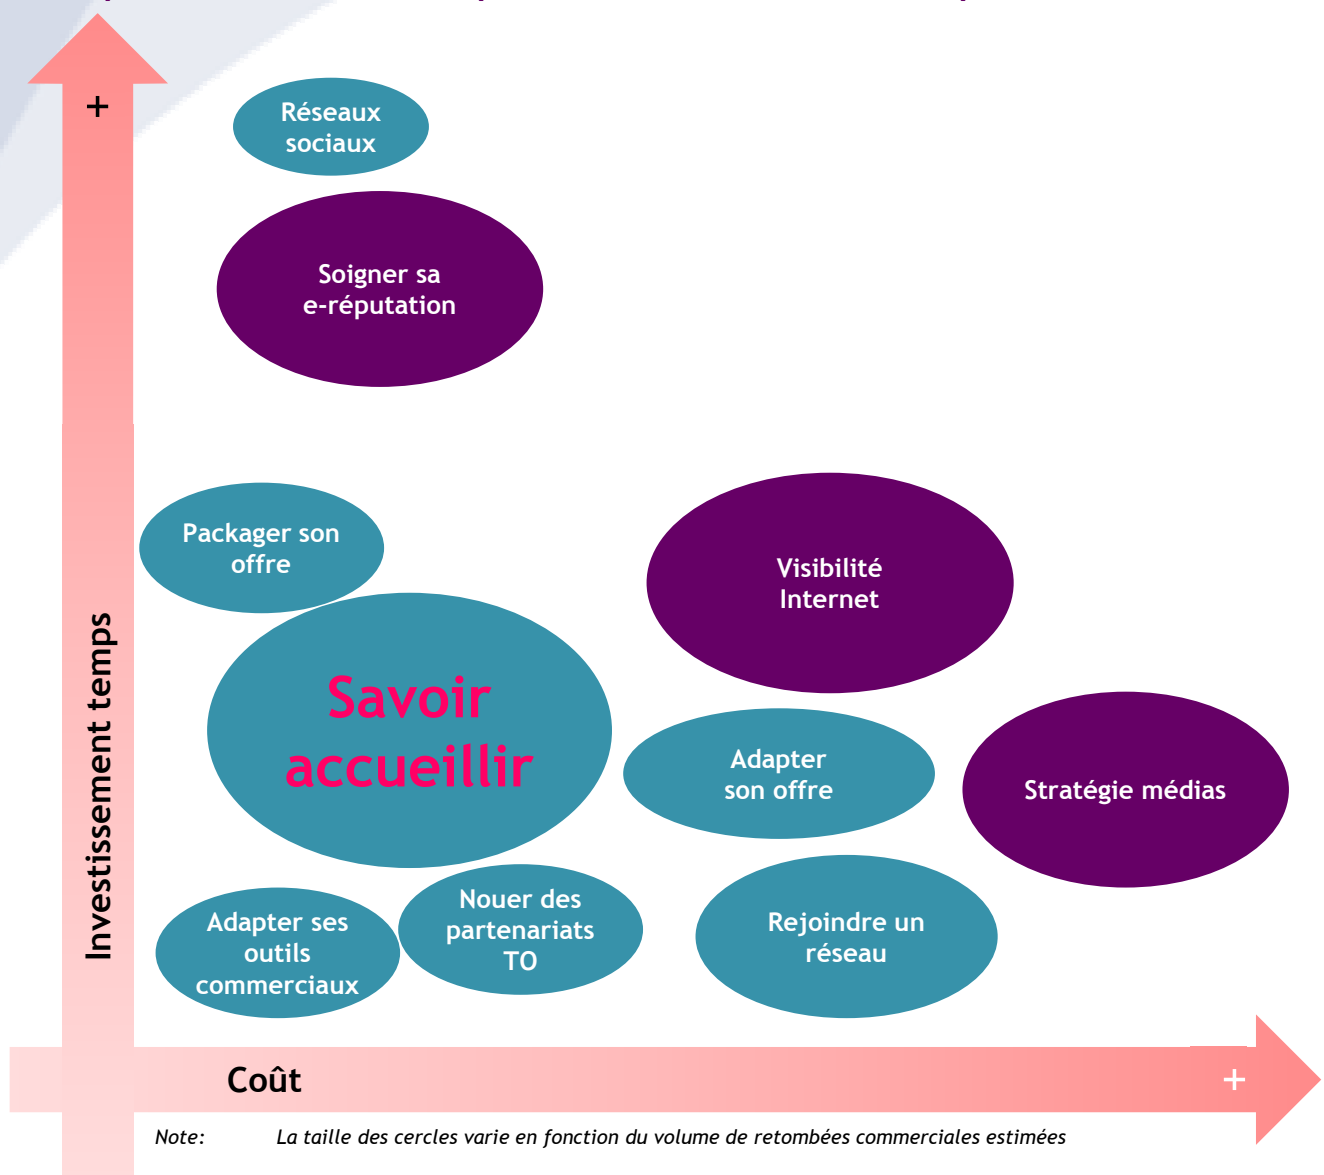 +
Réseaux
sociaux
Soigner sa
e-réputation
Packager son
offre
Visibilité
Internet
Savoir
accueillir
Adapter
son offre
Stratégie médias
Nouer des
partenariats
TO
Adapter ses
outils
commerciaux
Rejoindre un
réseau
Investissement temps
Coût
+
Note: La taille des cercles varie en fonction du volume de retombées commerciales estimées